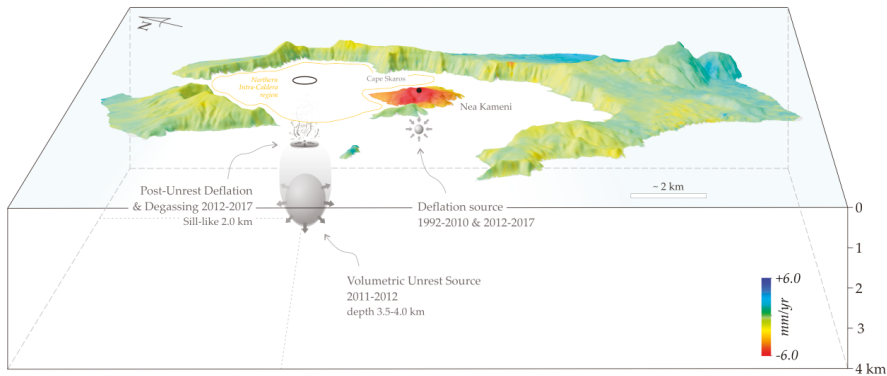 N
Northern
Intra-Caldera
region
Cape Skaros
Nea Kameni
Post-Unrest Deflation
& Degassing 2012-2017
Sill-like 2.0 km
Deflation source
1992-2010 & 2012-2017
~ 2 km
Volumetric Unrest Source
2011-2012
depth 3.5-4.0 km
0
1
2
3
4 km
+6.0
mm/yr
-6.0